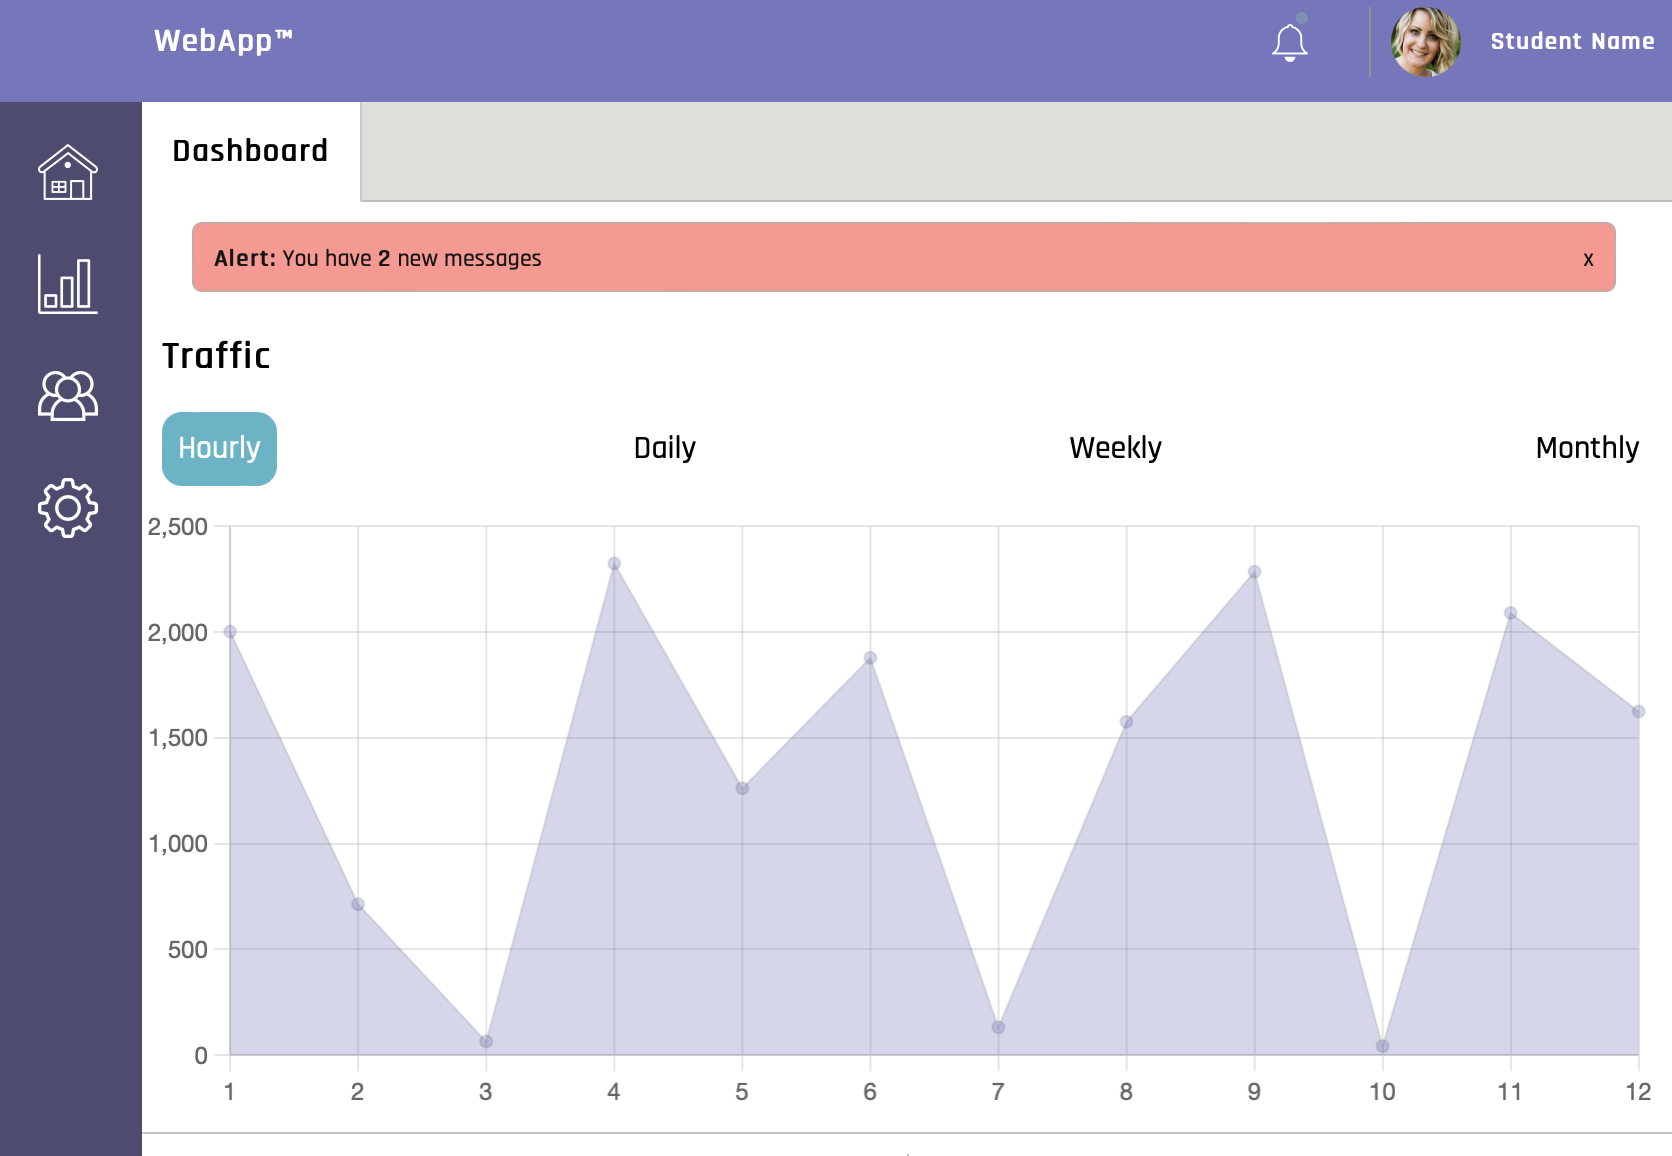 WebApp™
Student Name
Dashboard
Alert: You have 2 new messages x
Traffic
Hourly Daily Weekly Monthly
2,500
2,000
1,500
1,000
500
0
1 2 3 4 5 6 7 8 9 10 11 12